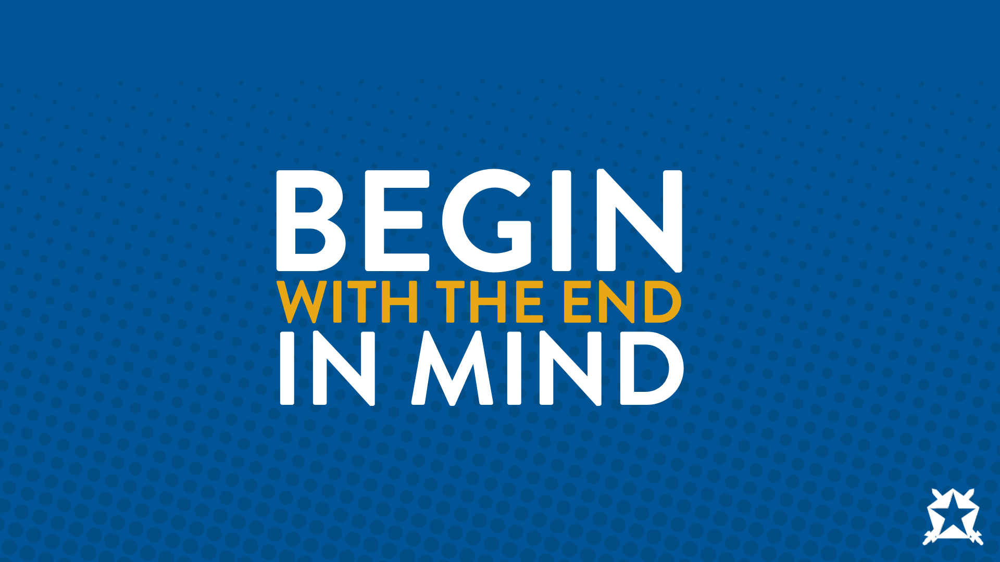 BEGIN
WITH THE END
IN MIND